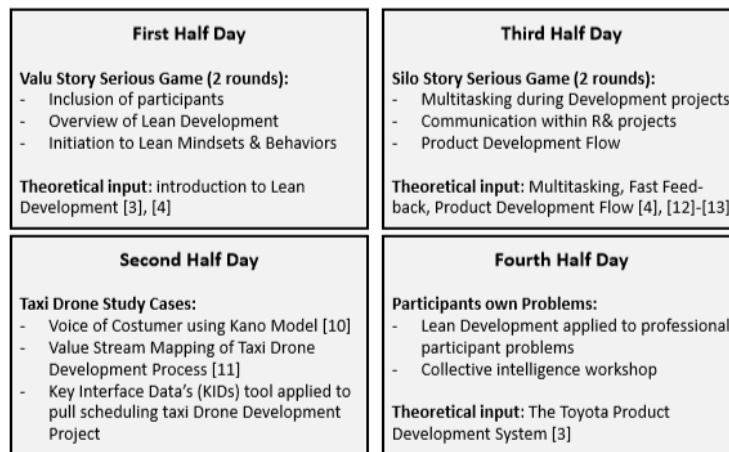 First Half Day
Valu Story Serious Game (2 rounds):
- Inclusion of participants
- Overview of Lean Development
- Initiation to Lean Mindsets & Behaviors
Theoretical input: introduction to Lean
Development [3], [4]
Second Half Day
Taxi Drone Study Cases:
- Voice of Costumer using Kano Model [10]
- Value Stream Mapping of Taxi Drone
Development Process [11]
- Key Interface Data's (KIDs) tool applied to
pull scheduling taxi Drone Development
Project
Third Half Day
Silo Story Serious Game (2 rounds):
- Multitasking during Development projects
- Communication within R& projects
- Product Development Flow
Theoretical input: Multitasking, Fast Feed-
back, Product Development Flow [4], [12]-[13]
Fourth Half Day
Participants own Problems:
- Lean Development applied to professional
participant problems
- Collective intelligence workshop
Theoretical input: The Toyota Product
Development System [3]